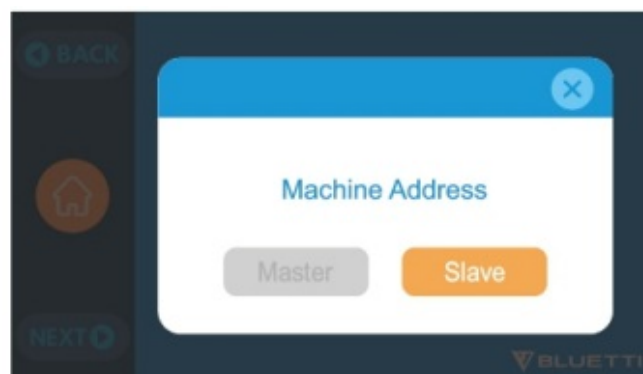 BACK
Machine Address
Master Slave
NEXT
BLUETTI